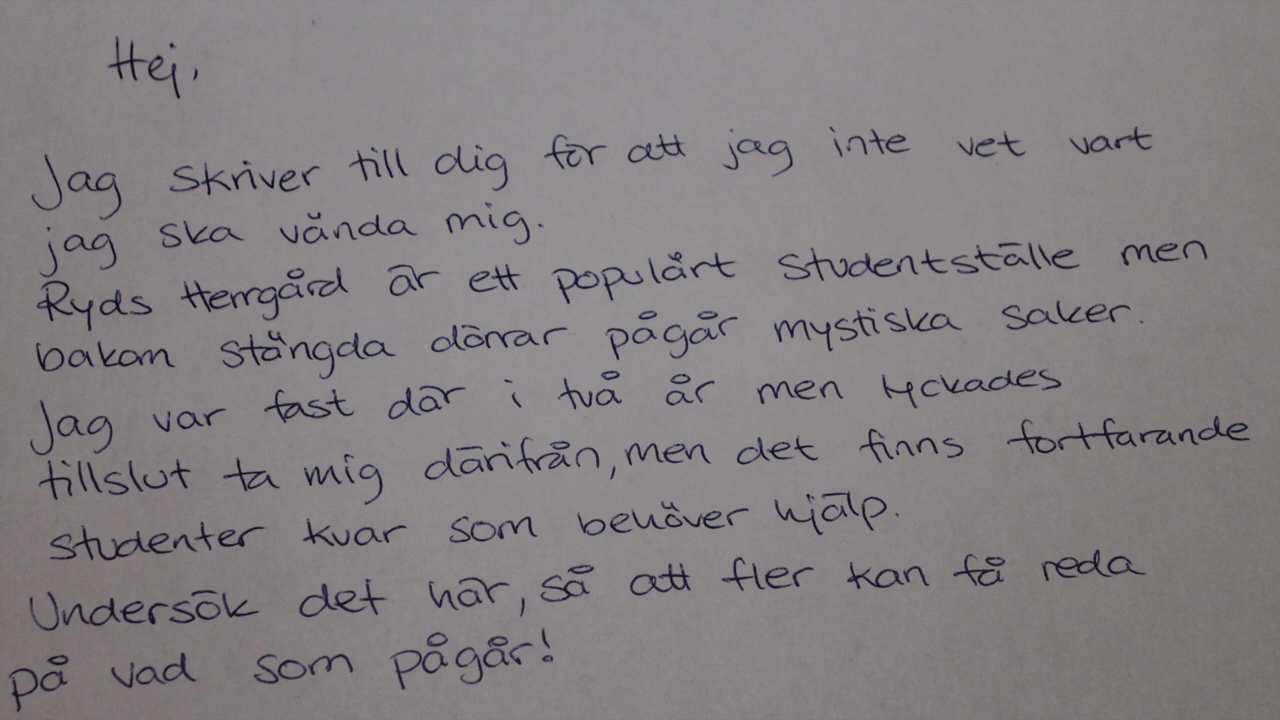 Hej,
Jag skriver till dig för att jag inte vet vart
jag ska vända mig.
Ryds Herrgård är ett populärt studentställe men
bakom stängda dörrar pågår mystiska saker.
Jag var fast där i två år men lyckades
tillslut ta mig därifrån, men det finns fortfarande
studenter kvar som behöver hjälp.
Undersök det här, så att fler kan få reda
på vad som pågår!